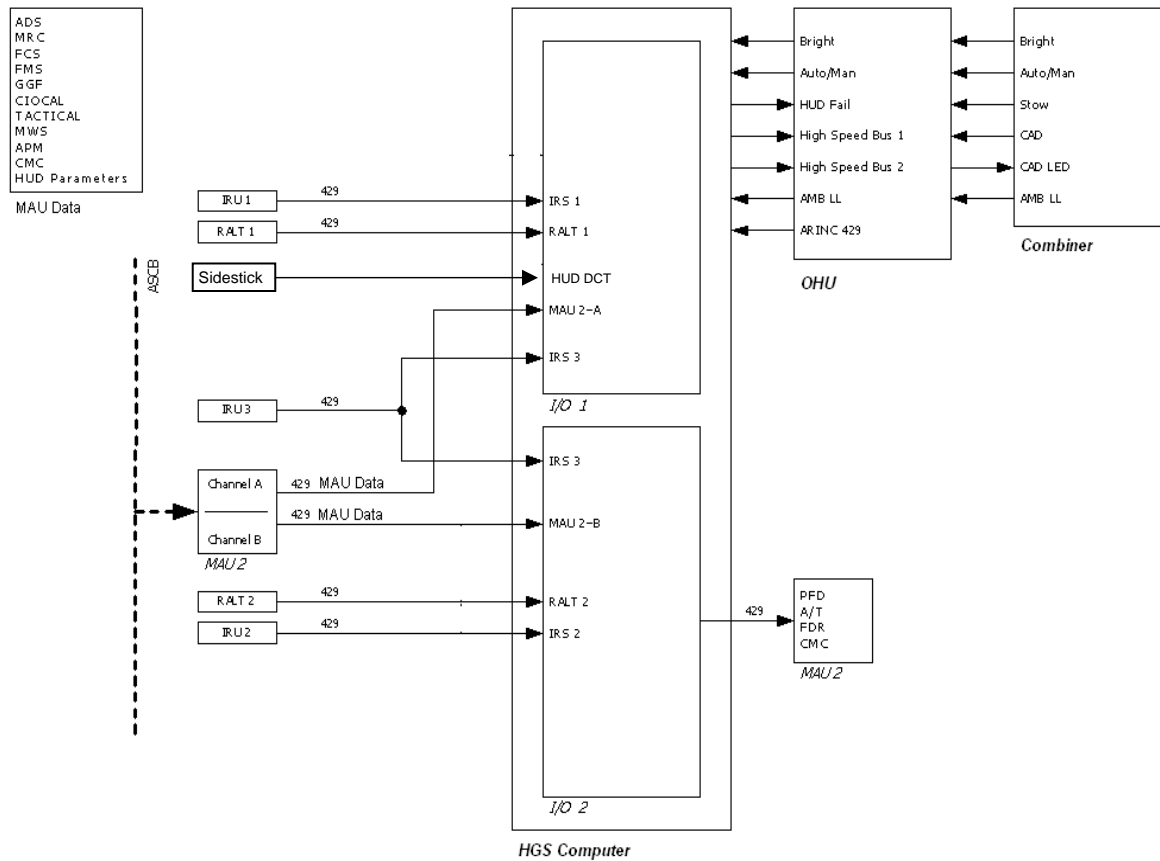 ADS
MRC
FCS
FMS
GGF
CIOCAL
TACTICAL
MWS
APM
CMC
HUD Parameters
MAU Data
ASCB
IRU 1
429
RALT 1
429
Sidestick
IRU 3
429
Channel A
Channel B
MAU 2
429 MAU Data
429 MAU Data
RALT 2
429
IRU 2
429
IRS 1
RALT 1
HUD DCT
MAU 2-A
IRS 3
I/O 1
IRS 3
MAU 2-B
RALT 2
IRS 2
I/O 2
HGS Computer
Bright
Auto/Man
HUD Fail
High Speed Bus 1
High Speed Bus 2
AMB LL
ARINC 429
OHU
Bright
Auto/Man
Stow
CAD
CAD LED
AMB LL
Combiner
429
PFD
A/T
FDR
CMC
MAU 2